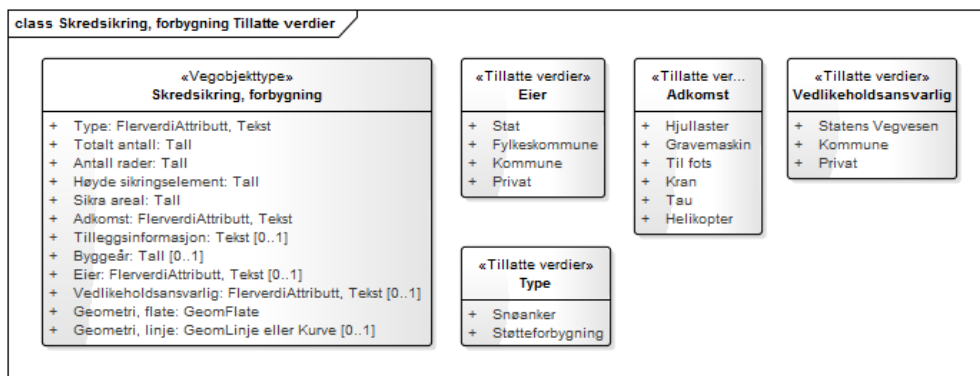 class Skredsikring, forbygning Tillatte verdier
«Vegobjekttype»
Skredsikring, forbygning
+ Type: FlerverdiAttributt, Tekst
+ Totalt antall: Tall
+ Antall rader: Tall
+ Høyde sikringselement: Tall
+ Sikra areal: Tall
+ Adkomst: FlerverdiAttributt, Tekst
+ Tilleggsinformasjon: Tekst [0..1]
+ Byggeår: Tall [0..1]
+ Eier: FlerverdiAttributt, Tekst [0..1]
+ Vedlikeholdsansvarlig: FlerverdiAttributt, Tekst [0..1]
+ Geometri, flate: GeomFlate
+ Geometri, linje: GeomLinje eller Kurve [0..1]
«Tillatte verdier»
Eier
+ Stat
+ Fylkeskommune
+ Kommune
+ Privat
«Tillatte ver...
Adkomst
+ Hjullaster
+ Gravemaskin
+ Til fots
+ Kran
+ Tau
+ Helikopter
«Tillatte verdier»
Vedlikeholdsansvarlig
+ Statens Vegvesen
+ Kommune
+ Privat
«Tillatte verdier»
Type
+ Snøanker
+ Støtteforbygning